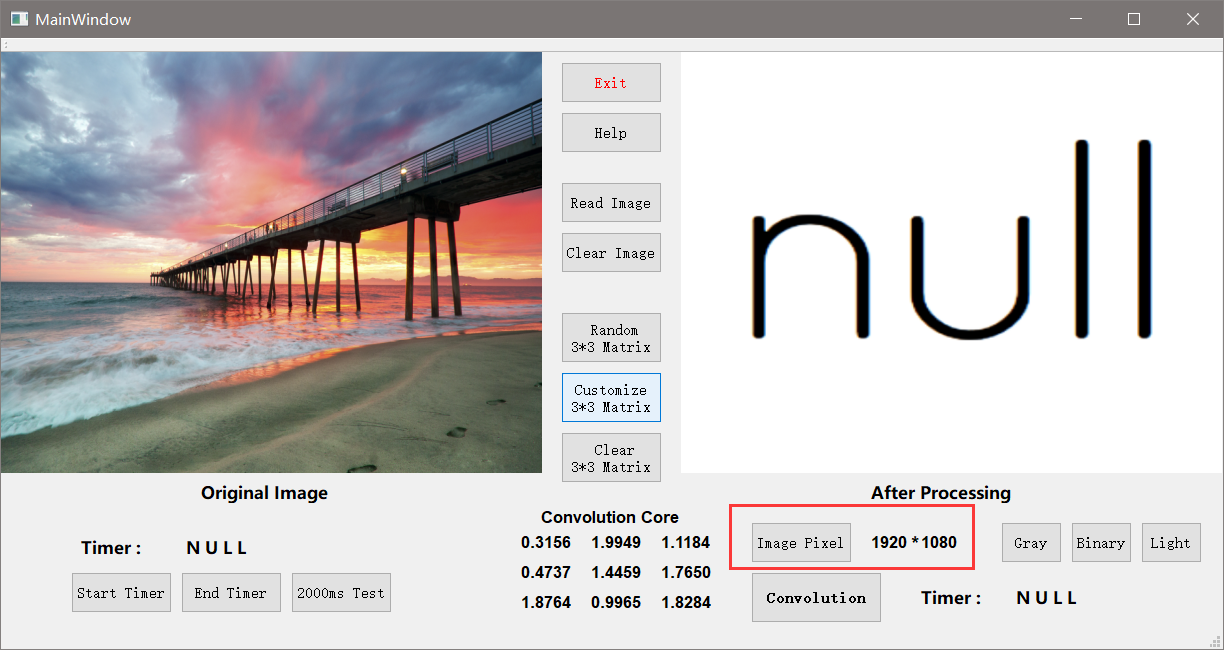 MainWindow
Exit
Help
Read Image
Clear Image
Random
3*3 Matrix
Customize
3*3 Matrix
Clear
3*3 Matrix
null
Original Image
After Processing
Timer :
N U L L
Start Timer
End Timer
2000ms Test
Convolution Core
0.3156 1.9949 1.1184
0.4737 1.4459 1.7650
1.8764 0.9965 1.8284
Image Pixel
1920 * 1080
Gray
Binary
Light
Convolution
Timer :
N U L L